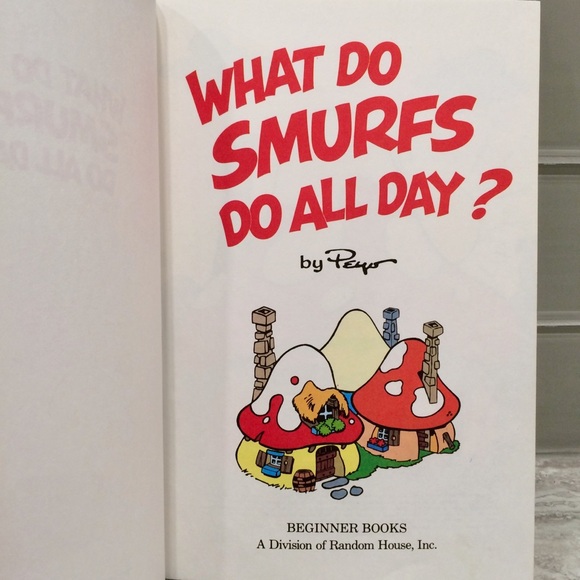 WHAT DO
SMURFS
DO ALL DAY?
by Peyo
BEGINNER BOOKS
A Division of Random House, Inc.